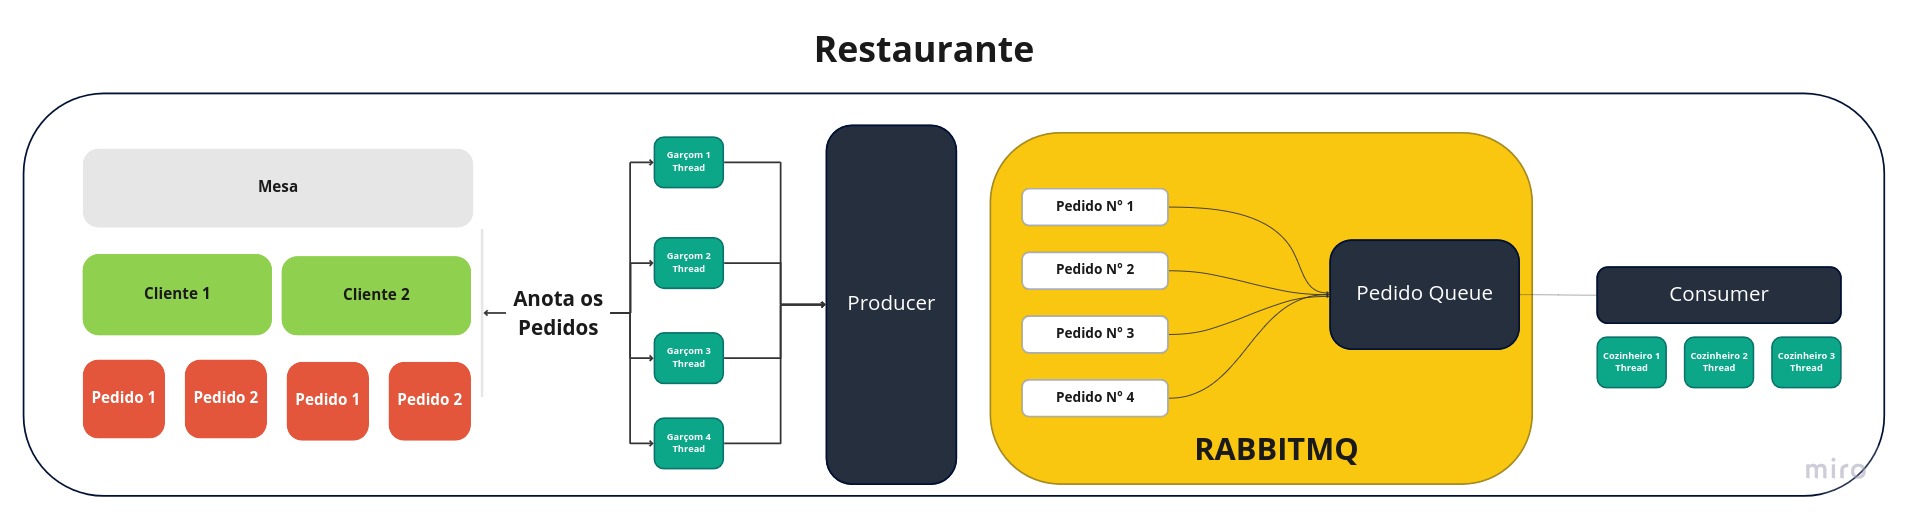 Restaurante
Mesa
Cliente 1
Cliente 2
Pedido 1
Pedido 2
Pedido 1
Pedido 2
Anota os
Pedidos
Garçom 1
Thread
Garçom 2
Thread
Garçom 3
Thread
Garçom 4
Thread
Producer
Pedido Nº 1
Pedido Nº 2
Pedido Nº 3
Pedido Nº 4
Pedido Queue
RABBITMQ
Consumer
Cozinheiro 1
Thread
Cozinheiro 2
Thread
Cozinheiro 3
Thread
miro